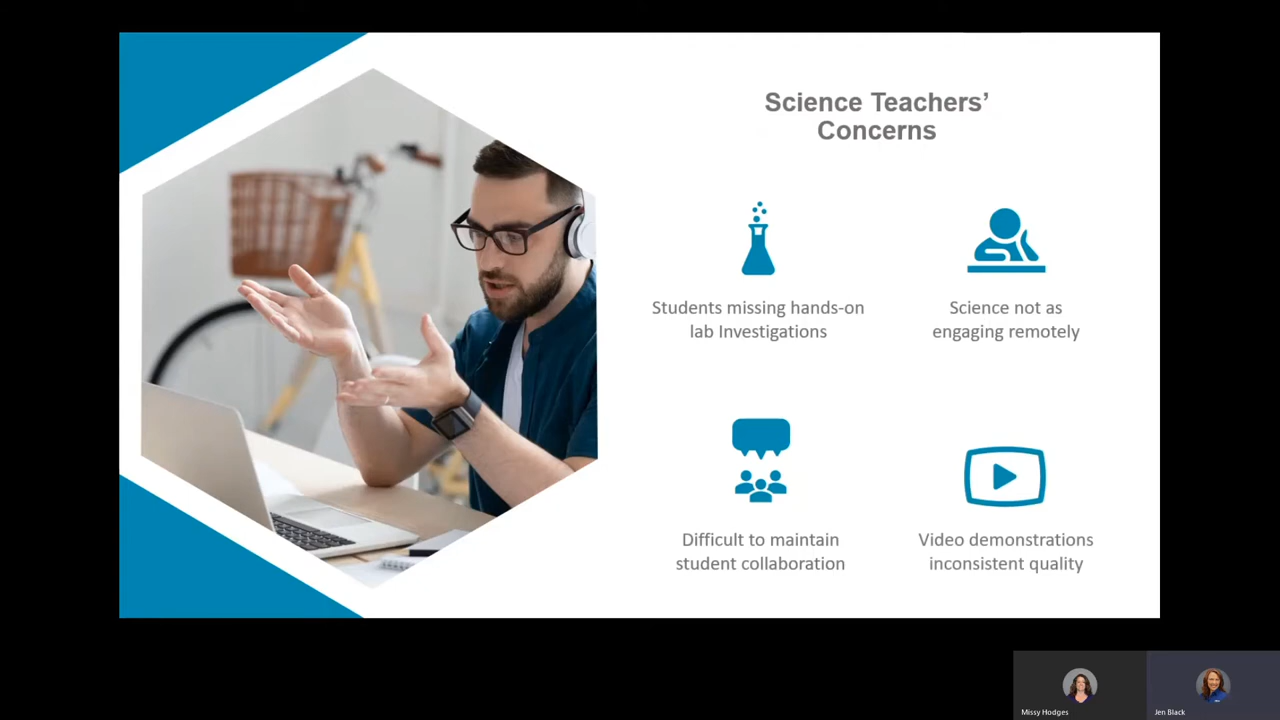 Science Teachers’
Concerns
Students missing hands-on
lab Investigations
Science not as
engaging remotely
Difficult to maintain
student collaboration
Video demonstrations
inconsistent quality
Missy Hodges
Jen Black